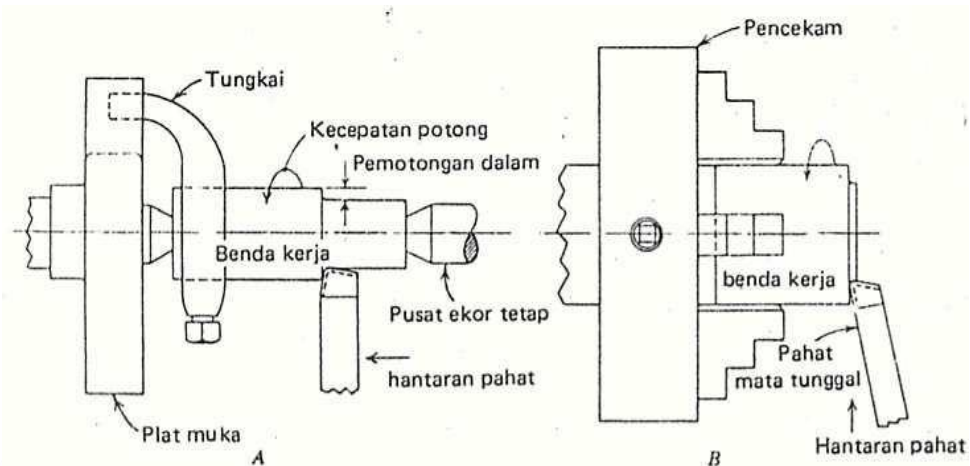 Tungkai
Kecepatan potong
Pemotongan dalam
Benda kerja
Pusat ekor tetap
hantaran pahat
Plat muka
A
Pencekam
benda kerja
Pahat
mata tunggal
Hantaran pahat
B